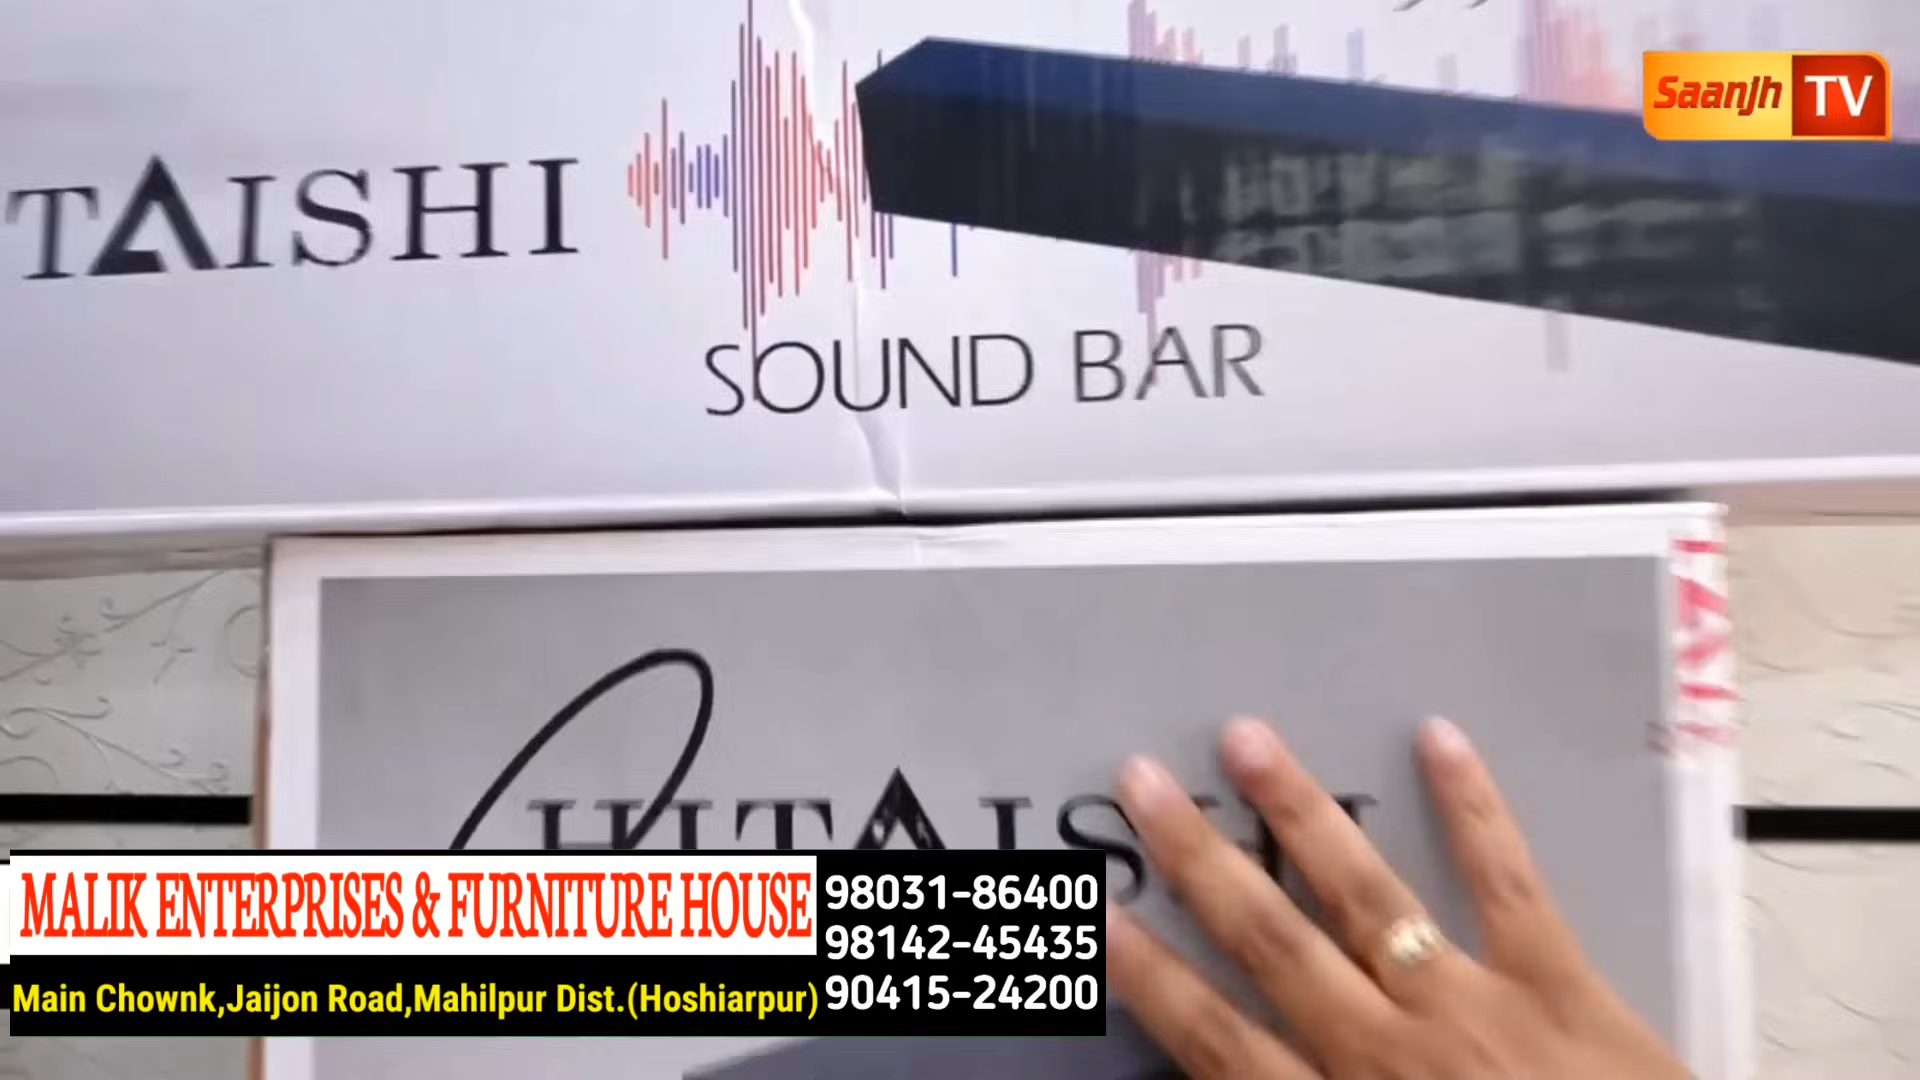 Saanjh TV
TAISHI
SOUND BAR
HITAISHI
MALIK ENTERPRISES & FURNITURE HOUSE
Main Chownk,Jaijon Road,Mahilpur Dist.(Hoshiarpur)
98031-86400
98142-45435
90415-24200